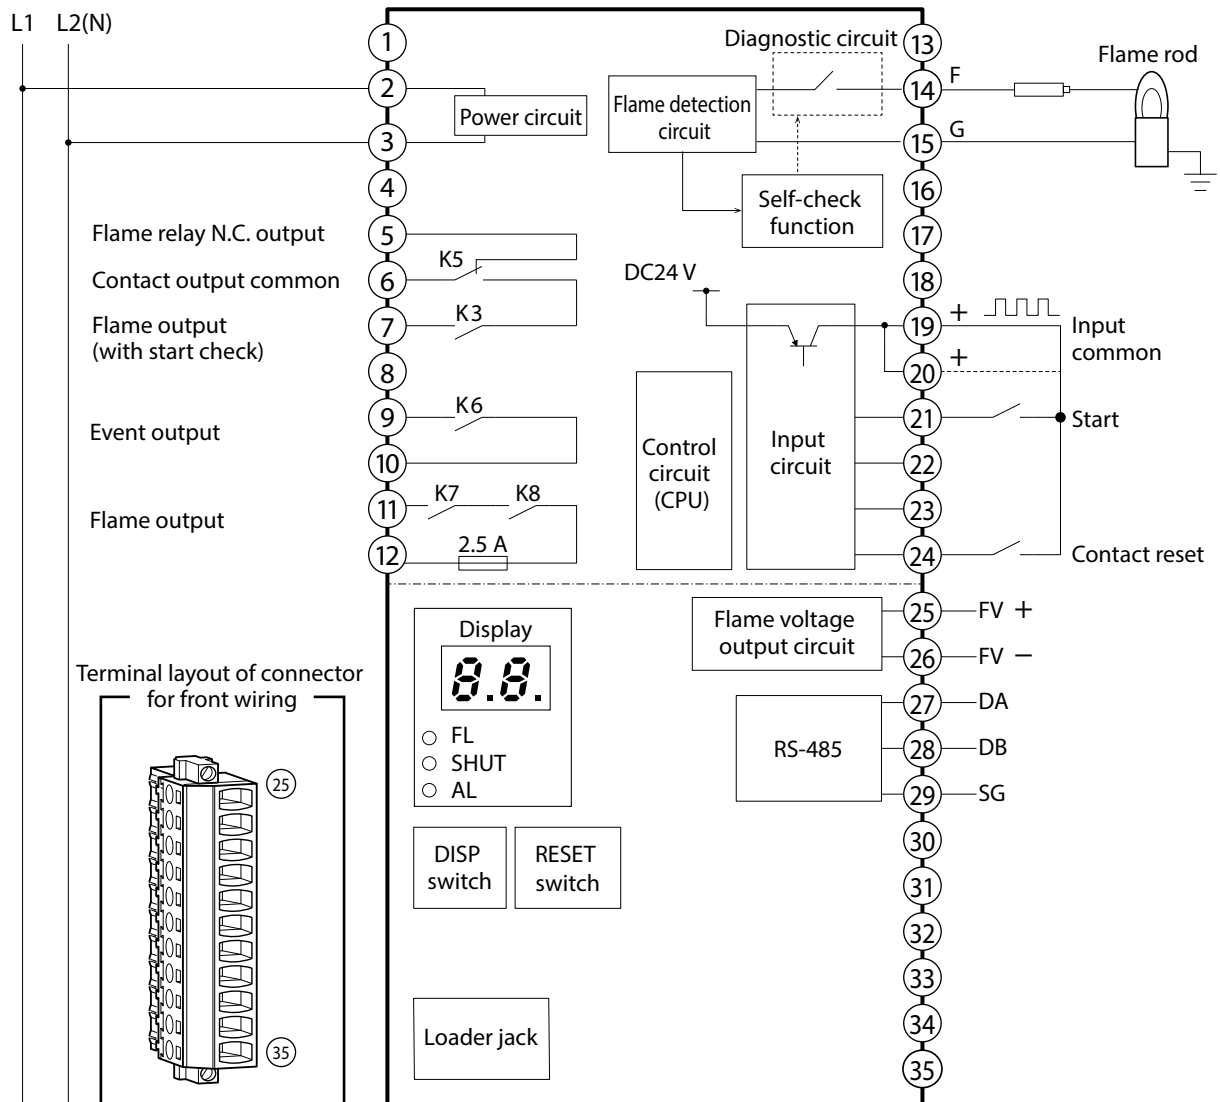 L1 L2(N)
1
2
3
4
5
6
7
8
9
10
11
12
Power circuit
Flame relay N.C. output
Contact output common
Flame output
(with start check)
Event output
Flame output
K5
K3
K6
K7 K8
2.5 A
Diagnostic circuit
Flame detection
circuit
Self-check
function
DC24 V
Control
circuit
(CPU)
Input
circuit
13
14
15
16
17
18
19
20
21
22
23
24
F
G
Flame rod
+
+
Input
common
Start
Contact reset
Terminal layout of connector
for front wiring
25
35
Display
8.8.
FL
SHUT
AL
DISP
switch
RESET
switch
Loader jack
Flame voltage
output circuit
RS-485
25 FV +
26 FV −
27 DA
28 DB
29 SG
30
31
32
33
34
35